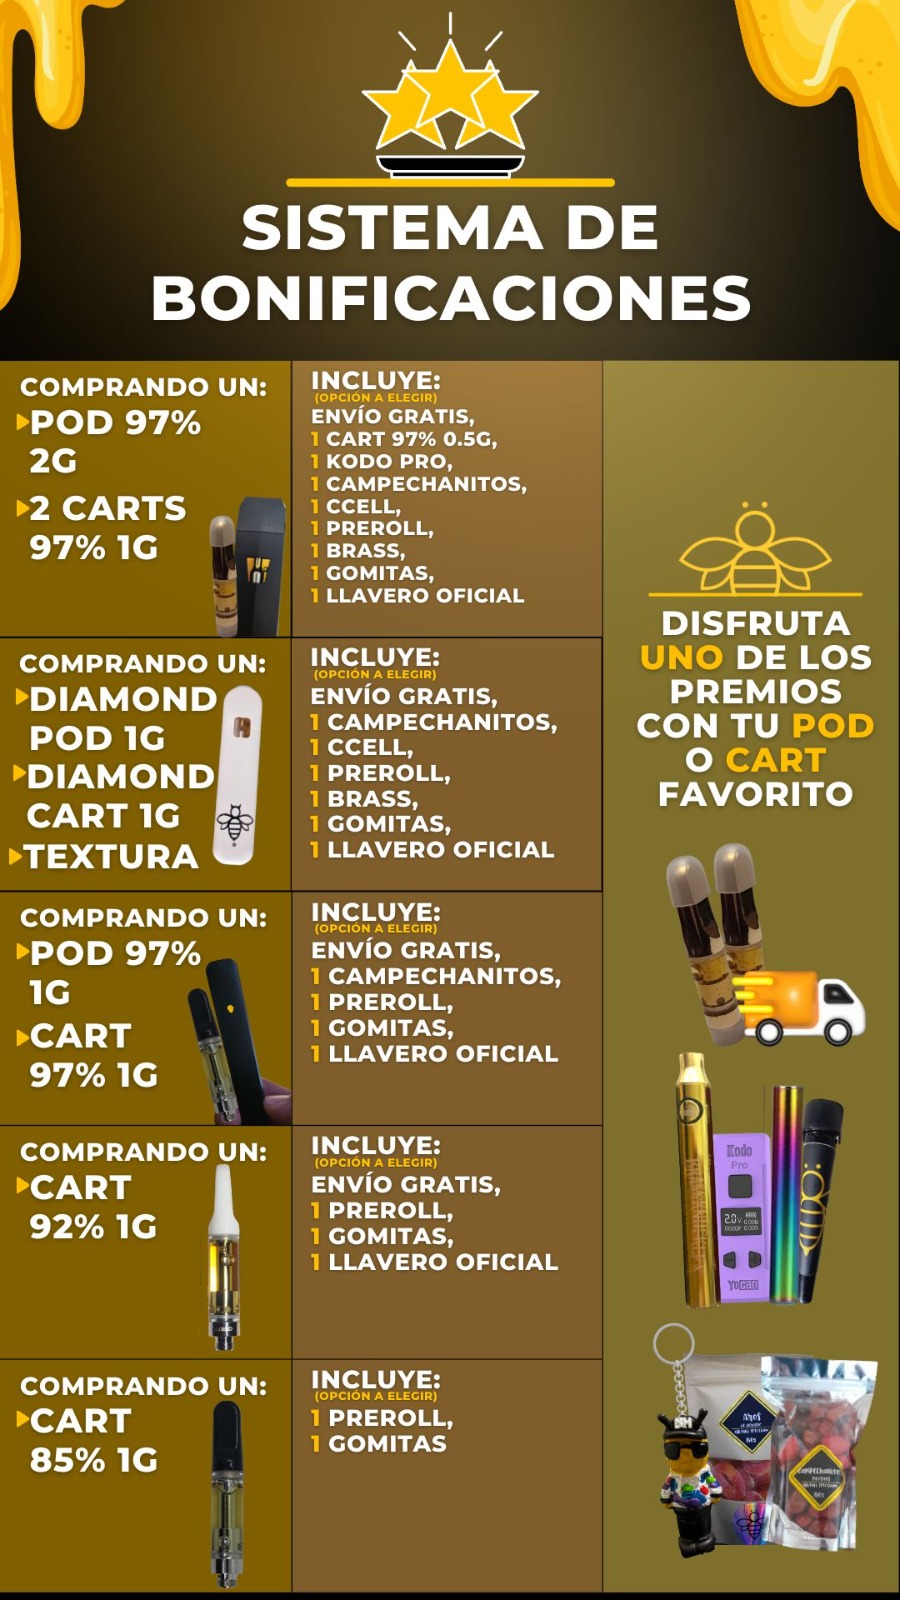 SISTEMA DE
BONIFICACIONES
COMPRANDO UN:
POD 97%
2G
2 CARTS
97% 1G
INCLUYE:
(OPCIÓN A ELEGIR)
ENVÍO GRATIS,
1 CART 97% 0.5G,
1 KODO PRO,
1 CAMPECHANITOS,
1 CCELL,
1 PREROLL,
1 BRASS,
1 GOMITAS,
1 LLAVERO OFICIAL
COMPRANDO UN:
DIAMOND
POD 1G
DIAMOND
CART 1G
TEXTURA
INCLUYE:
(OPCIÓN A ELEGIR)
ENVÍO GRATIS,
1 CAMPECHANITOS,
1 CCELL,
1 PREROLL,
1 BRASS,
1 GOMITAS,
1 LLAVERO OFICIAL
COMPRANDO UN:
POD 97%
1G
CART
97% 1G
INCLUYE:
(OPCIÓN A ELEGIR)
ENVÍO GRATIS,
1 CAMPECHANITOS,
1 PREROLL,
1 GOMITAS,
1 LLAVERO OFICIAL
COMPRANDO UN:
CART
92% 1G
INCLUYE:
(OPCIÓN A ELEGIR)
ENVÍO GRATIS,
1 PREROLL,
1 GOMITAS,
1 LLAVERO OFICIAL
COMPRANDO UN:
CART
85% 1G
INCLUYE:
(OPCIÓN A ELEGIR)
1 PREROLL,
1 GOMITAS
DISFRUTA
UNO DE LOS
PREMIOS
CON TU POD
O CART
FAVORITO
Kodo
Pro
2.0V
Yocan
Aros